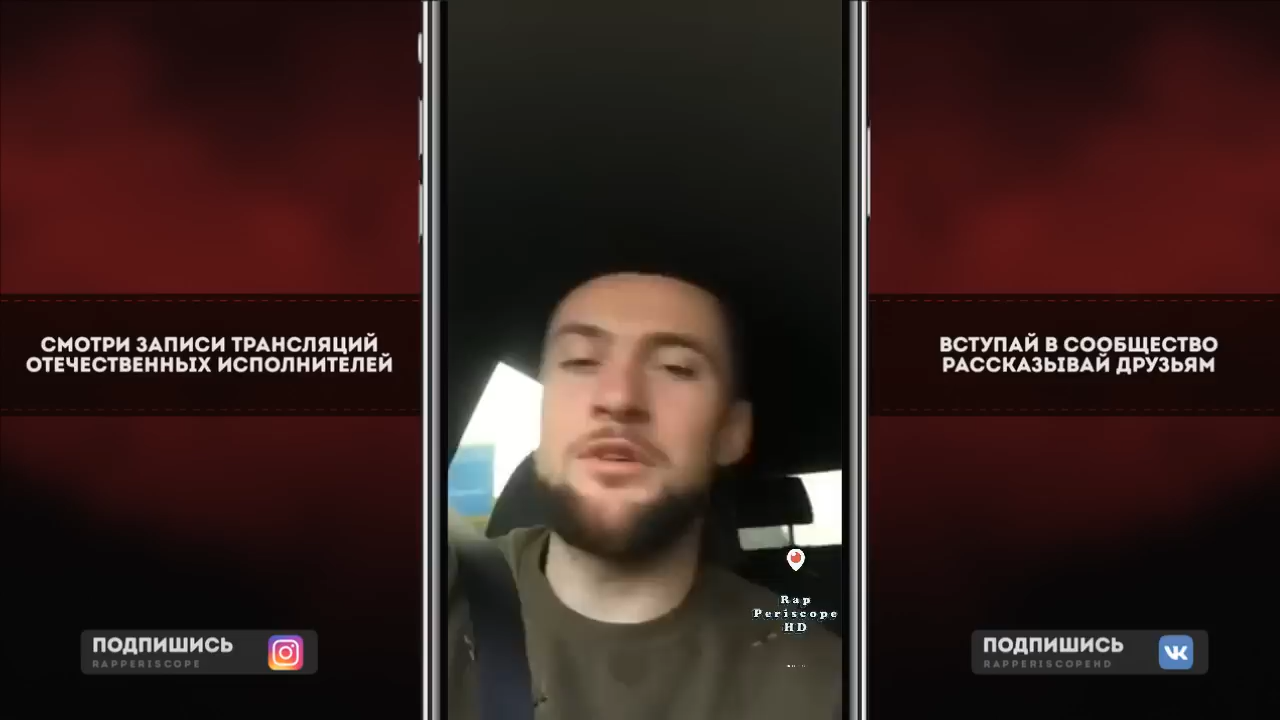 СМОТРИ ЗАПИСИ ТРАНСЛЯЦИЙ
ОТЕЧЕСТВЕННЫХ ИСПОЛНИТЕЛЕЙ
ВСТУПАЙ В СООБЩЕСТВО
РАССКАЗЫВАЙ ДРУЗЬЯМ
Rap
Periscope
HD
ПОДПИШИСЬ
RAPPERISCOPE
ПОДПИШИСЬ
RAPPERISCOPEHD